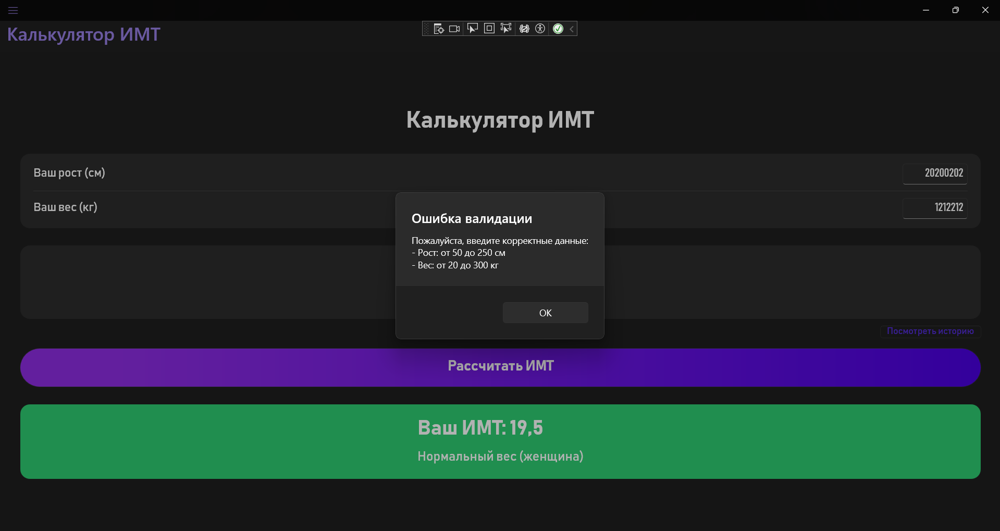 Калькулятор ИМТ
Калькулятор ИМТ
Ваш рост (см)
20200202
Ваш вес (кг)
1212212
Ошибка валидации
Пожалуйста, введите корректные данные:
- Рост: от 50 до 250 см
- Вес: от 20 до 300 кг
OK
Посмотреть историю
Рассчитать ИМТ
Ваш ИМТ: 19,5
Нормальный вес (женщина)